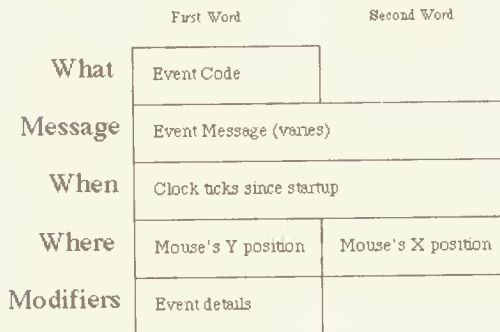 First Word Second Word
What Event Code
Message Event Message (varies)
When Clock ticks since startup
Where Mouse's Y position Mouse's X position
Modifiers Event details